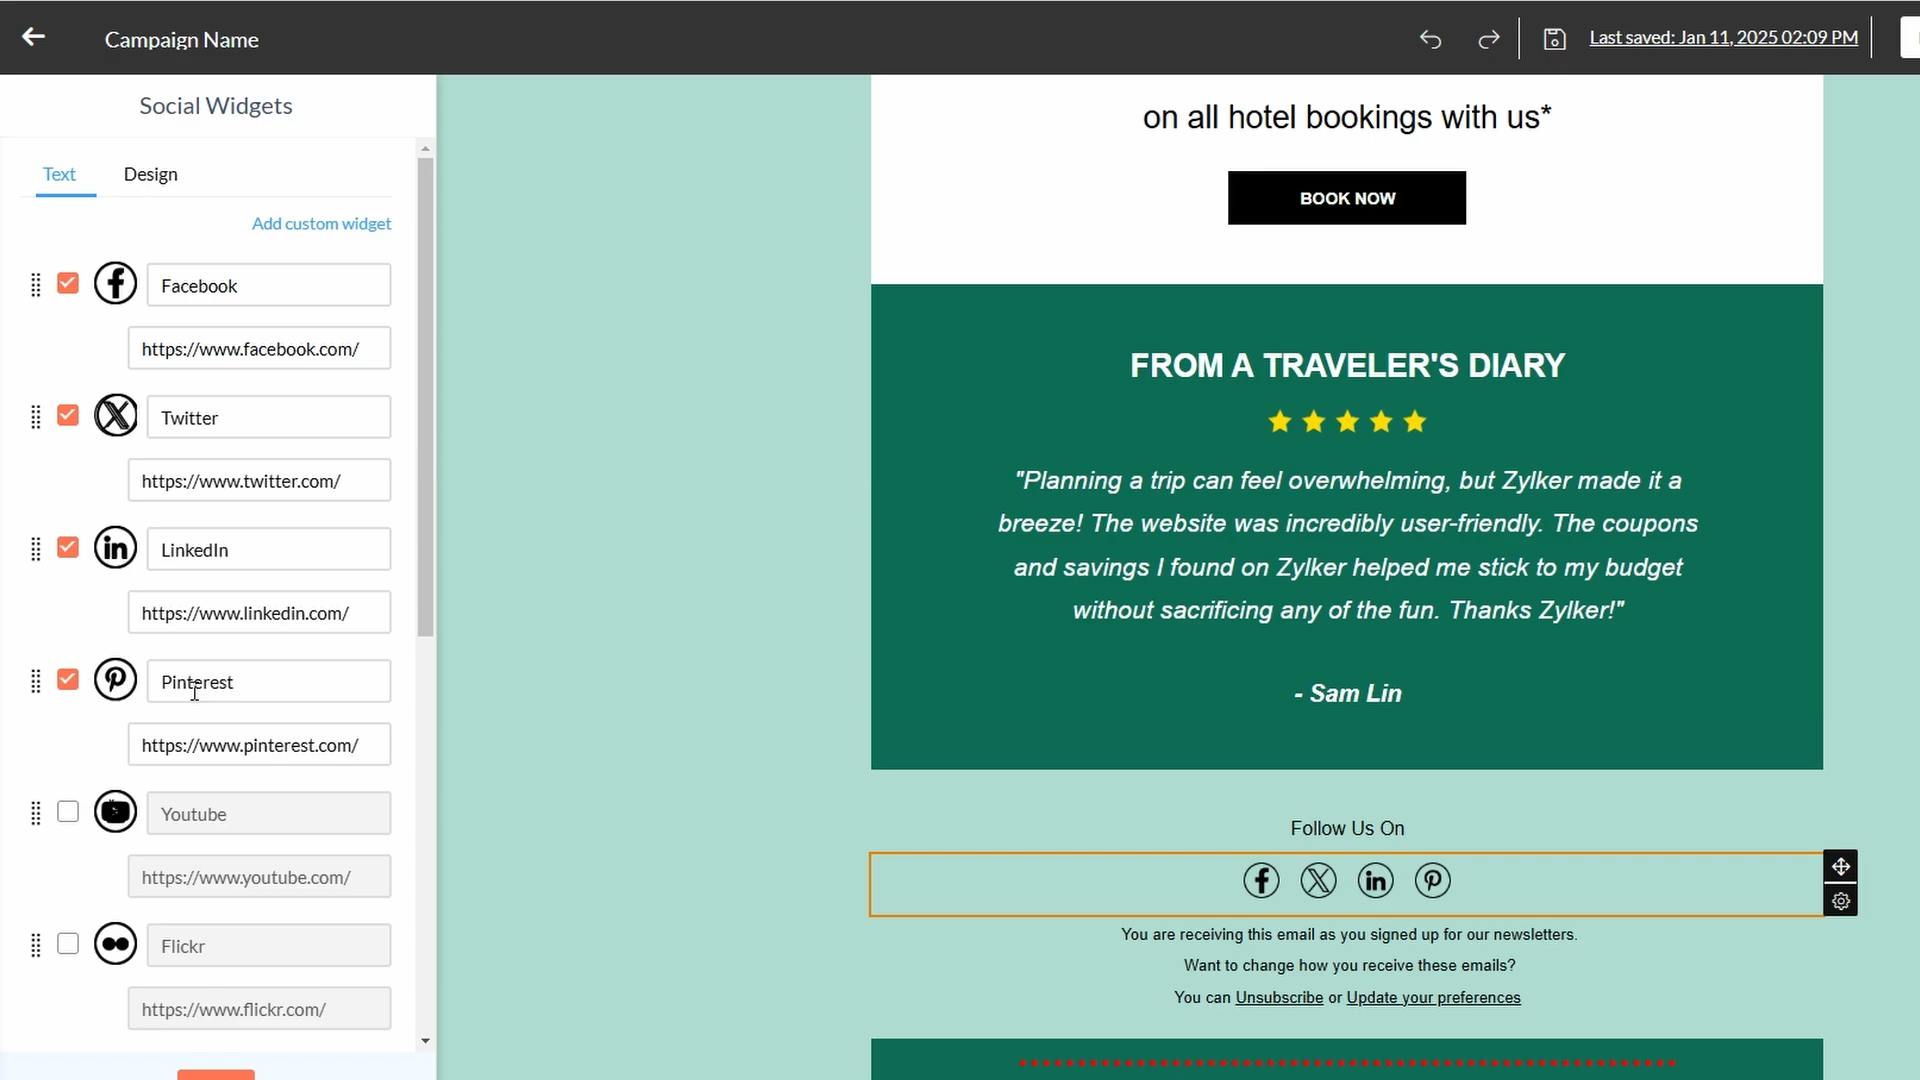 Campaign Name
Last saved: Jan 11, 2025 02:09 PM
Social Widgets
Text
Design
Add custom widget
Facebook
https://www.facebook.com/
Twitter
https://www.twitter.com/
LinkedIn
https://www.linkedin.com/
Pinterest
https://www.pinterest.com/
Youtube
https://www.youtube.com/
Flickr
https://www.flickr.com/
on all hotel bookings with us*
BOOK NOW
FROM A TRAVELER'S DIARY
"Planning a trip can feel overwhelming, but Zylker made it a
breeze! The website was incredibly user-friendly. The coupons
and savings I found on Zylker helped me stick to my budget
without sacrificing any of the fun. Thanks Zylker!"
- Sam Lin
Follow Us On
You are receiving this email as you signed up for our newsletters.
Want to change how you receive these emails?
You can Unsubscribe or Update your preferences